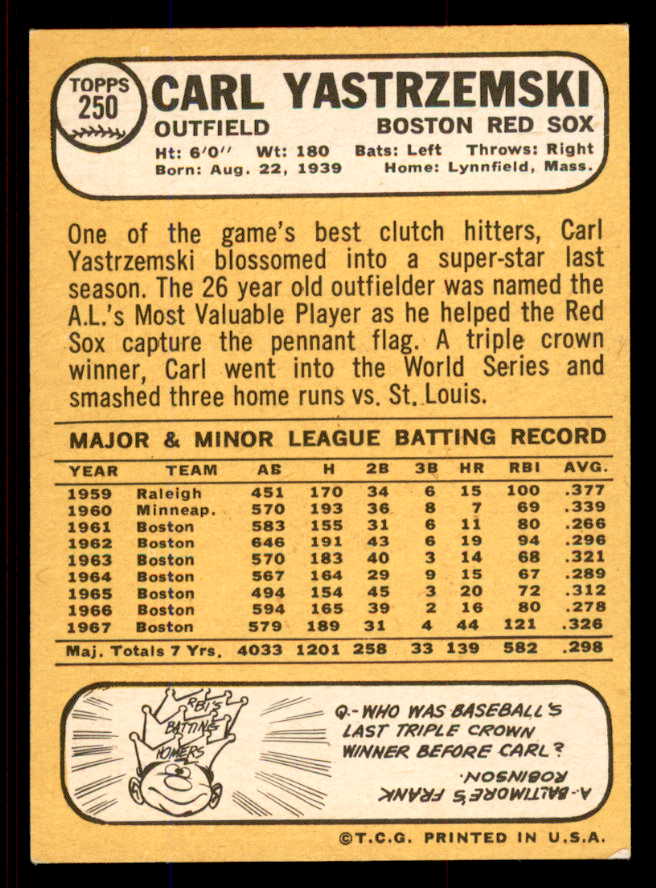 TOPPS
250
CARL YASTRZEMSKI
OUTFIELD BOSTON RED SOX
Ht: 6'0" Wt: 180 Bats: Left Throws: Right
Born: Aug. 22, 1939 Home: Lynnfield, Mass.
One of the game's best clutch hitters, Carl
Yastrzemski blossomed into a super-star last
season. The 26 year old outfielder was named the
A.L.'s Most Valuable Player as he helped the Red
Sox capture the pennant flag. A triple crown
winner, Carl went into the World Series and
smashed three home runs vs. St. Louis.
MAJOR & MINOR LEAGUE BATTING RECORD
YEAR TEAM AB H 2B 3B HR RBI AVG.
1959 Raleigh 451 170 34 6 15 100 .377
1960 Minneap. 570 193 36 8 7 69 .339
1961 Boston 583 155 31 6 11 80 .266
1962 Boston 646 191 43 6 19 94 .296
1963 Boston 570 183 40 3 14 68 .321
1964 Boston 567 164 29 9 15 67 .289
1965 Boston 494 154 45 3 20 72 .312
1966 Boston 594 165 39 2 16 80 .278
1967 Boston 579 189 31 4 44 121 .326
Maj. Totals 7 Yrs. 4033 1201 258 33 139 582 .298
RBI'S
BATTING
HOMERS
Q.-WHO WAS BASEBALL'S
LAST TRIPLE CROWN
WINNER BEFORE CARL?
A-BALTIMORE'S FRANK
ROBINSON.
©T.C.G. PRINTED IN U.S.A.